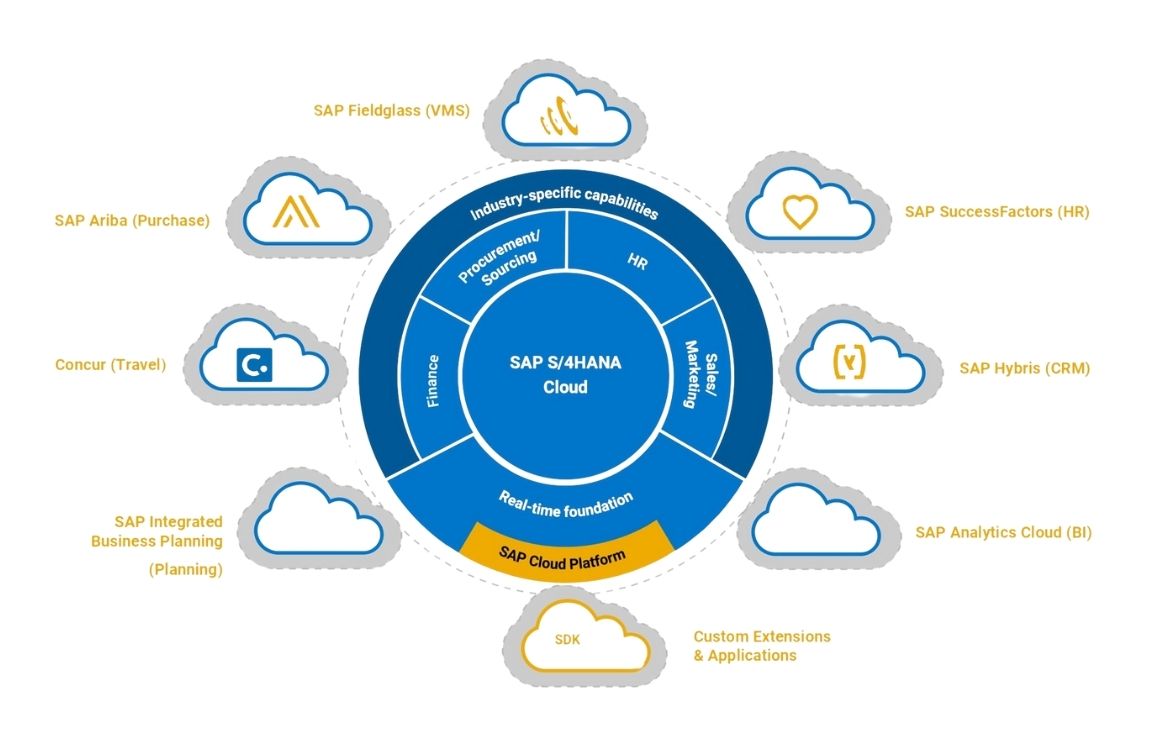 SAP Fieldglass (VMS)
SAP Ariba (Purchase)
SAP SuccessFactors (HR)
Industry-specific capabilities
Procurement/
Sourcing
HR
Finance
Sales/
Marketing
SAP S/4HANA
Cloud
Concur (Travel)
C.
SAP Hybris (CRM)
Real-time foundation
SAP Cloud Platform
SAP Integrated
Business Planning
(Planning)
SAP Analytics Cloud (BI)
SDK
Custom Extensions
& Applications